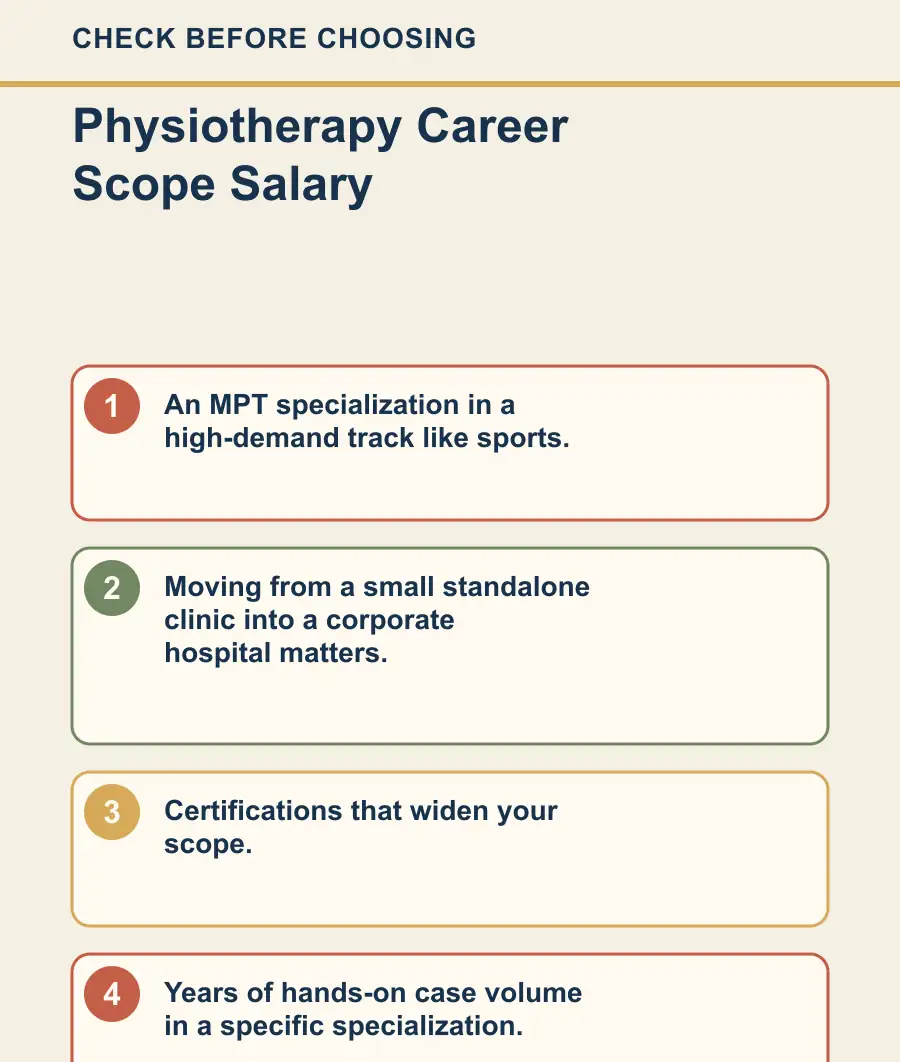 CHECK BEFORE CHOOSING
Physiotherapy Career
Scope Salary
1
An MPT specialization in a
high-demand track like sports.
2
Moving from a small standalone
clinic into a corporate
hospital matters.
3
Certifications that widen your
scope.
4
Years of hands-on case volume
in a specific specialization.